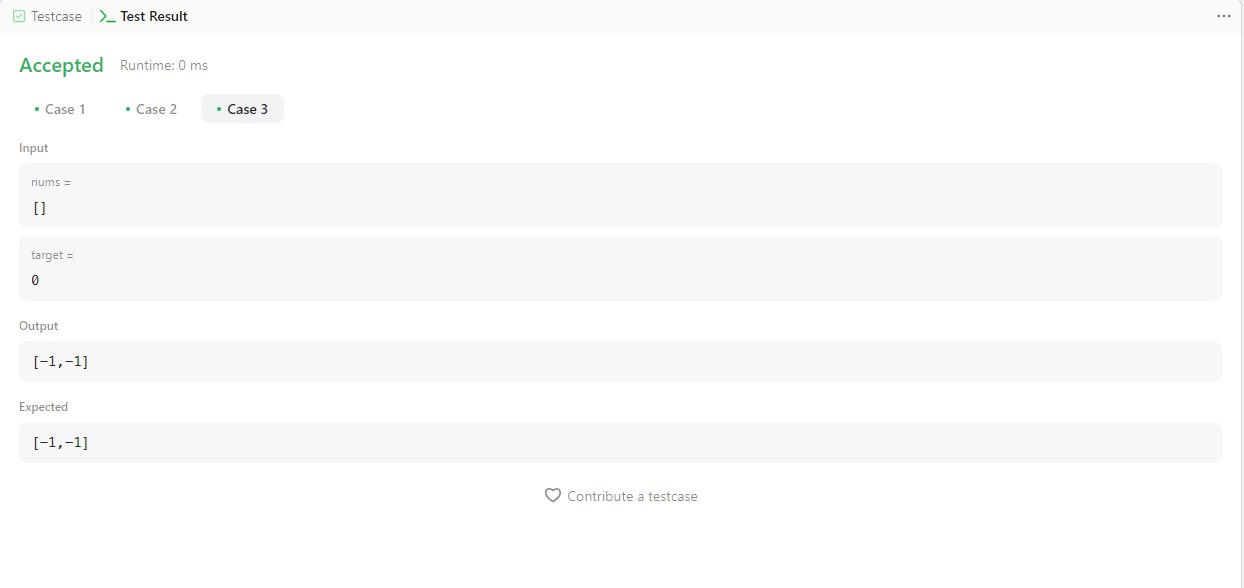 Testcase Test Result
Accepted Runtime: 0 ms
Case 1 Case 2 Case 3
Input
nums =
[]
target =
0
Output
[-1,-1]
Expected
[-1,-1]
Contribute a testcase